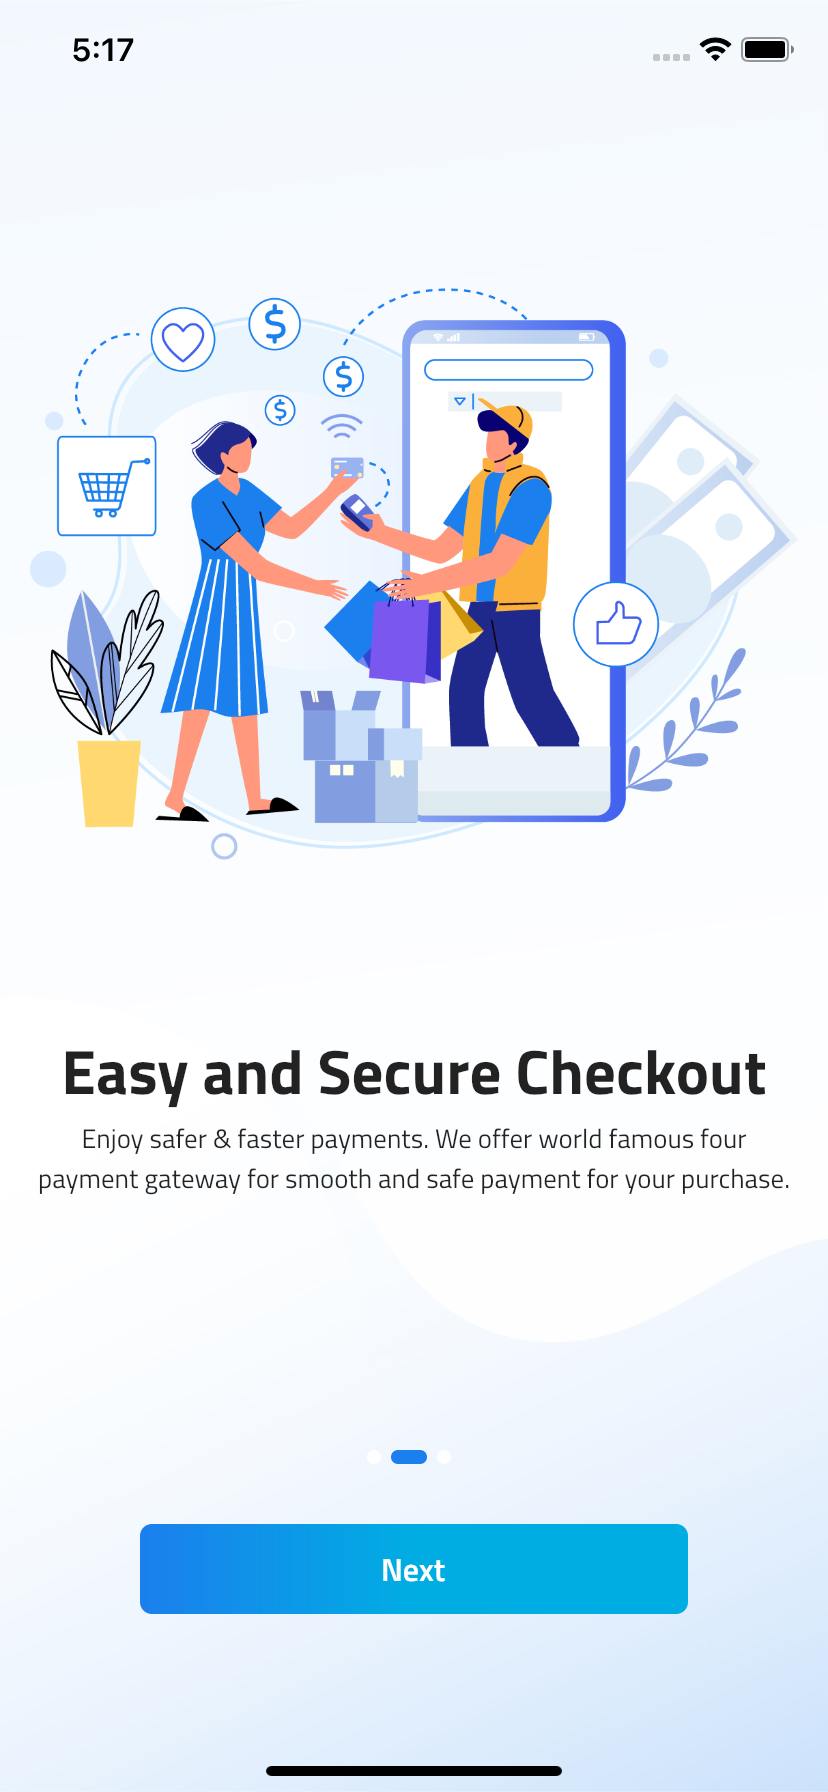 5:17
$
$
$
Easy and Secure Checkout
Enjoy safer & faster payments. We offer world famous four
payment gateway for smooth and safe payment for your purchase.
Next